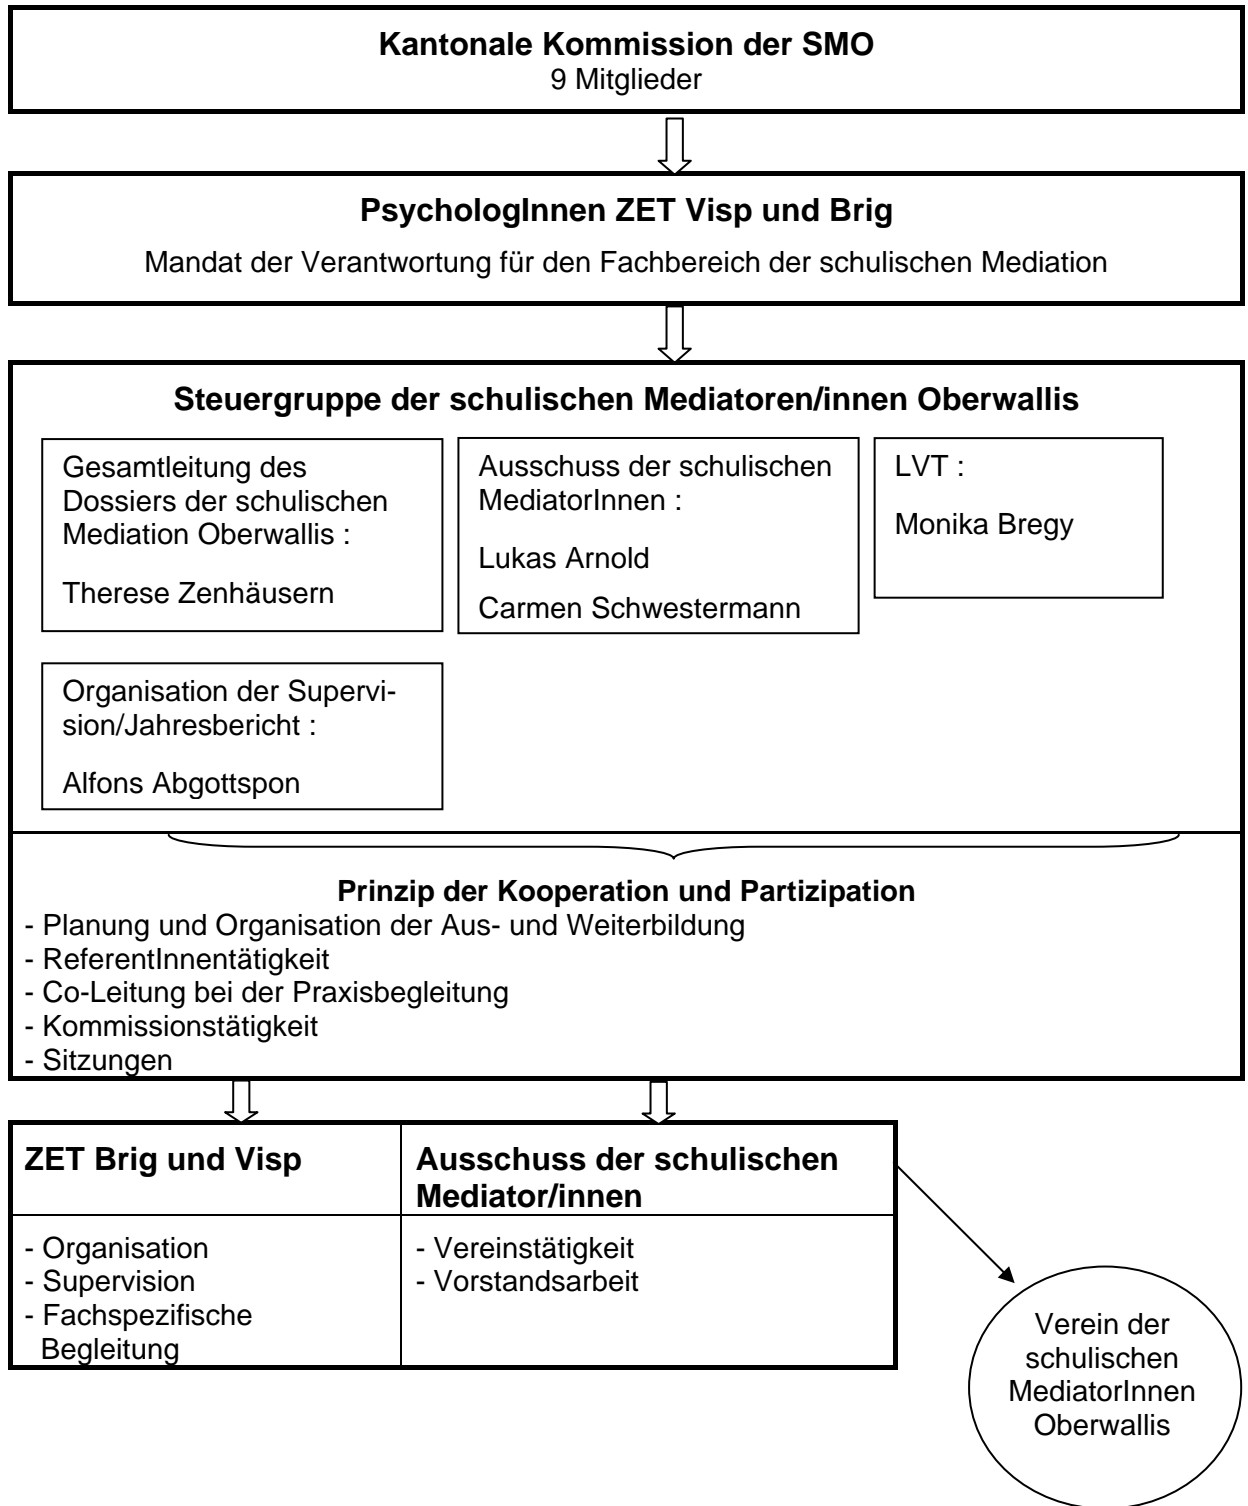 Kantonale Kommission der SMO
9 Mitglieder
PsychologInnen ZET Visp und Brig
Mandat der Verantwortung für den Fachbereich der schulischen Mediation
Steuergruppe der schulischen Mediatoren/innen Oberwallis
Gesamtleitung des
Dossiers der schulischen
Mediation Oberwallis :
Therese Zenhäusern
Ausschuss der schulischen
MediatorInnen :
Lukas Arnold
Carmen Schwestermann
LVT :
Monika Bregy
Organisation der Supervi-
sion/Jahresbericht :
Alfons Abgottspon
Prinzip der Kooperation und Partizipation
- Planung und Organisation der Aus- und Weiterbildung
- ReferentInnentätigkeit
- Co-Leitung bei der Praxisbegleitung
- Kommissionstätigkeit
- Sitzungen
ZET Brig und Visp
Ausschuss der schulischen
Mediator/innen
- Organisation
- Supervision
- Fachspezifische
Begleitung
- Vereinstätigkeit
- Vorstandsarbeit
Verein der
schulischen
MediatorInnen
Oberwallis